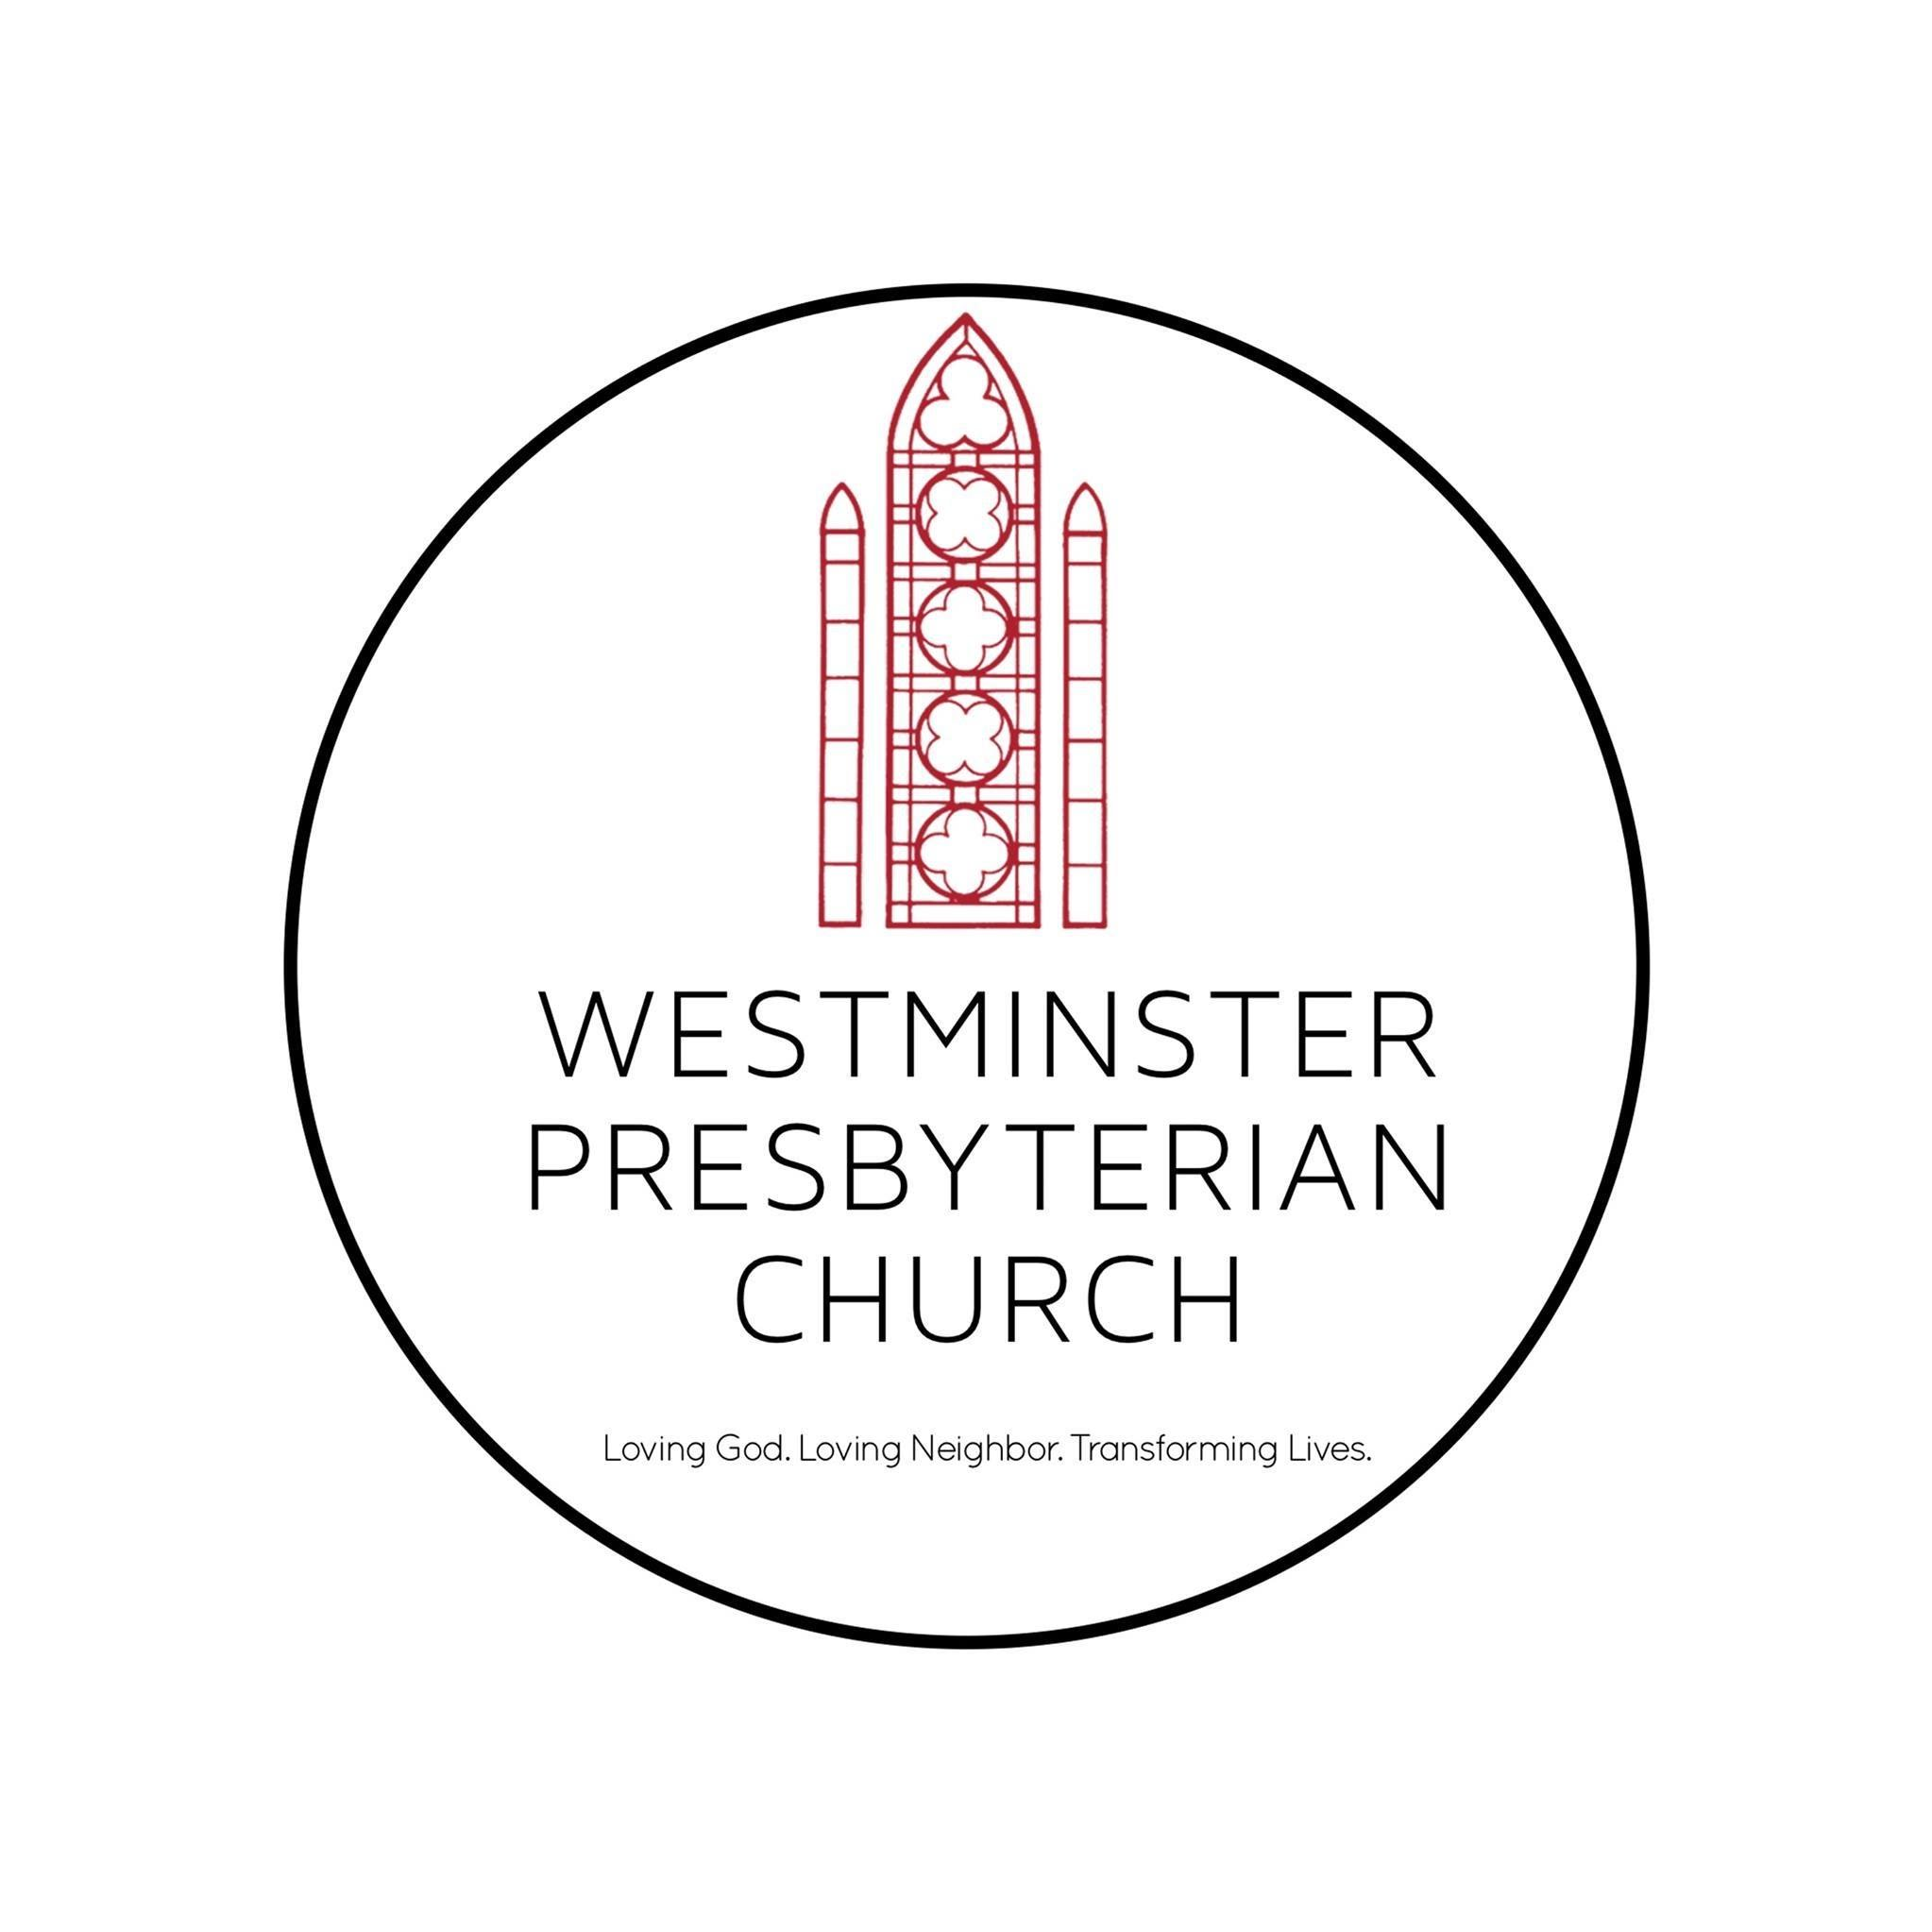 WESTMINSTER
PRESBYTERIAN
CHURCH
Loving God. Loving Neighbor. Transforming Lives.